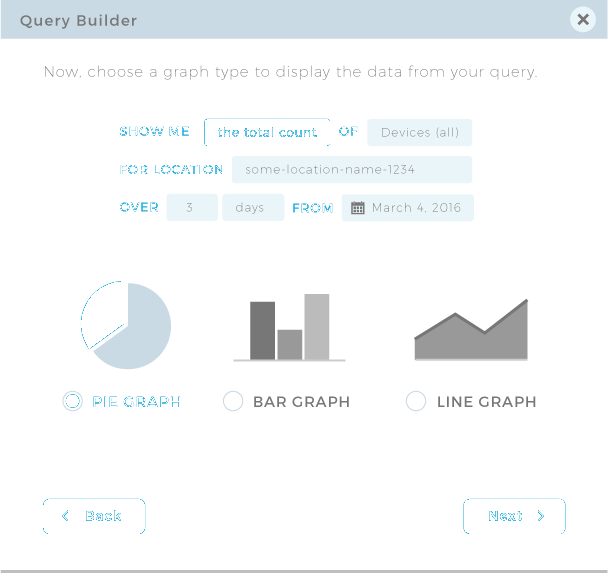 Query Builder
Now, choose a graph type to display the data from your query.
SHOW ME the total count OF Devices (all)
FOR LOCATION some-location-name-1234
OVER 3 days FROM March 4, 2016
PIE GRAPH BAR GRAPH LINE GRAPH
Back Next